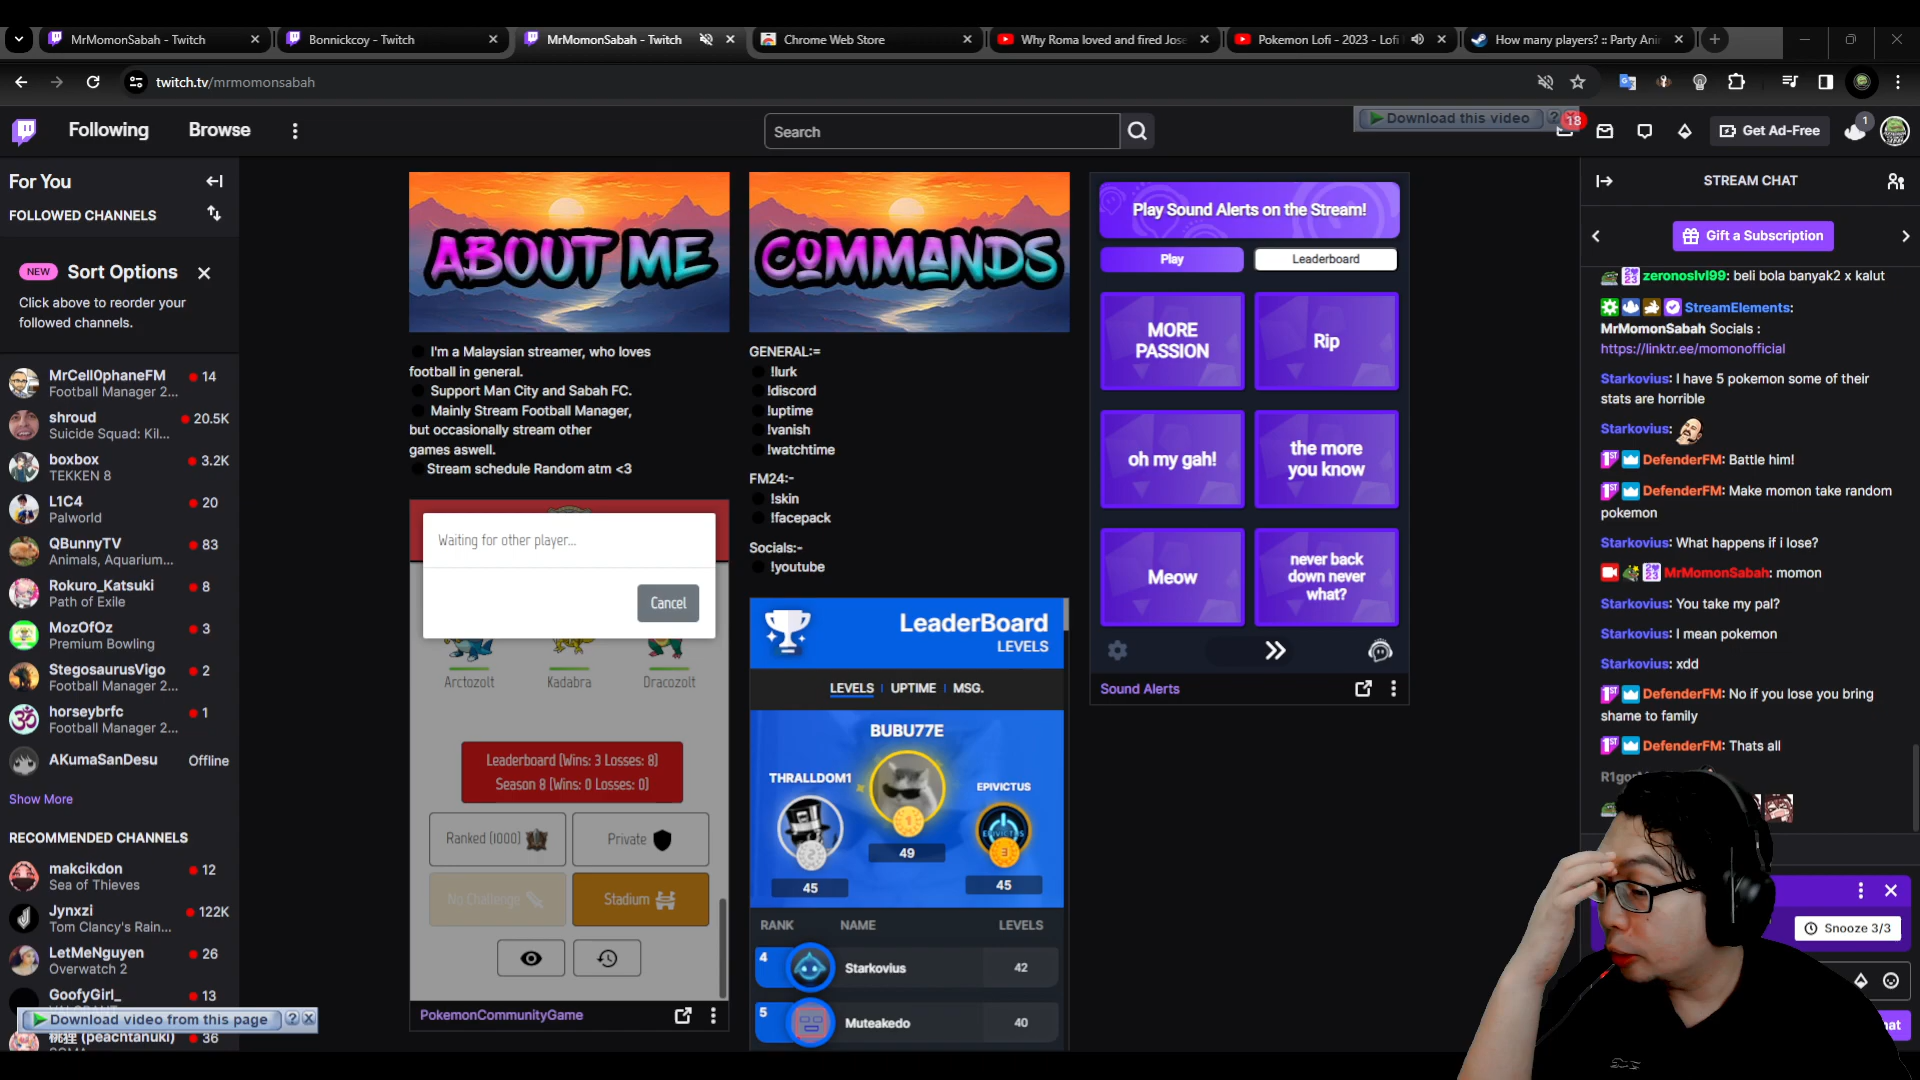 MrMomonSabah - Twitch
Bonnickcoy - Twitch
MrMomonSabah - Twitch
Chrome Web Store
Why Roma loved and fired Jose
Pokemon Lofi - 2023 - Lofi
How many players? :: Party Ani
twitch.tv/mrmomonsabah
Following
Browse
Search
Download this video
18
Get Ad-Free
1
For You
FOLLOWED CHANNELS
NEW Sort Options
Click above to reorder your
followed channels.
MrCell0phaneFM 14
Football Manager 2...
shroud 20.5K
Suicide Squad: Kil...
boxbox 3.2K
TEKKEN 8
L1C4 20
Palworld
QBunnyTV 83
Animals, Aquarium...
Rokuro_Katsuki 8
Path of Exile
MozOfOz 3
Premium Bowling
StegosaurusVigo 2
Football Manager 2...
horseybrfc 1
Football Manager 2...
AKumaSanDesu Offline
Show More
RECOMMENDED CHANNELS
makcikdon 12
Sea of Thieves
Jynxzi 122K
Tom Clancy's Rain...
LetMeNguyen 26
Overwatch 2
GoofyGirl_ 13
Download video from this page
(peachtanuki) 36
ABOUT ME
I'm a Malaysian streamer, who loves
football in general.
Support Man City and Sabah FC.
Mainly Stream Football Manager,
but occasionally stream other
games aswell.
Stream schedule Random atm <3
Waiting for other player...
Cancel
Arctozolt
Kadabra
Dracozolt
Leaderboard (Wins: 3 Losses: 8)
Season 8 (Wins: 0 Losses: 0)
Ranked (1000)
Private
No Challenge
Stadium
PokemonCommunityGame
COMMANDS
GENERAL:=
!lurk
!discord
!uptime
!vanish
!watchtime
FM24:-
!skin
!facepack
Socials:-
!youtube
LeaderBoard
LEVELS
LEVELS
UPTIME
MSG.
BUBU77E
THRALLDOM1
EPIVICTUS
1
2
3
49
45
45
RANK NAME LEVELS
4 Starkovius 42
5 Muteakedo 40
Play Sound Alerts on the Stream!
Play
Leaderboard
MORE
PASSION
Rip
oh my gah!
the more
you know
Meow
never back
down never
what?
Sound Alerts
STREAM CHAT
Gift a Subscription
zeronoslvl99: beli bola banyak2 x kalut
StreamElements:
MrMomonSabah Socials :
https://linktr.ee/momonofficial
Starkovius: I have 5 pokemon some of their
stats are horrible
Starkovius:
DefenderFM: Battle him!
DefenderFM: Make momon take random
pokemon
Starkovius: What happens if i lose?
MrMomonSabah: momon
Starkovius: You take my pal?
Starkovius: I mean pokemon
Starkovius: xdd
DefenderFM: No if you lose you bring
shame to family
DefenderFM: Thats all
Snooze 3/3